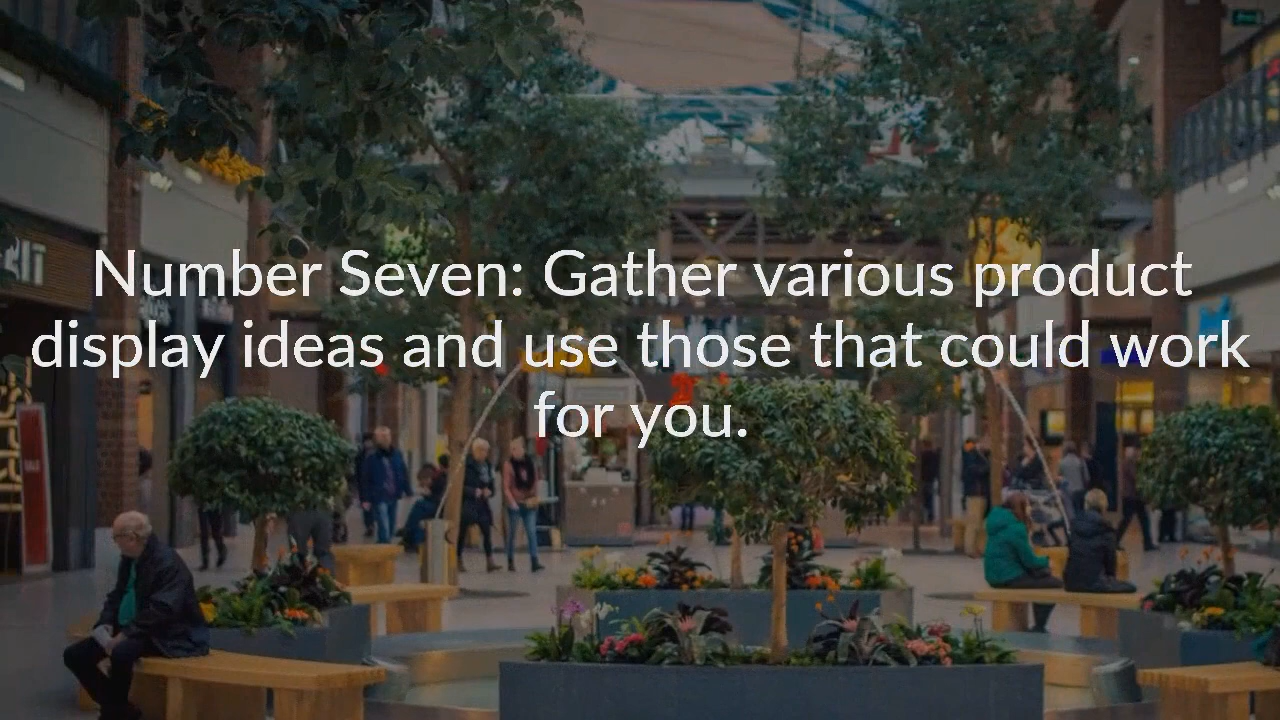 Number Seven: Gather various product
display ideas and use those that could work
for you.